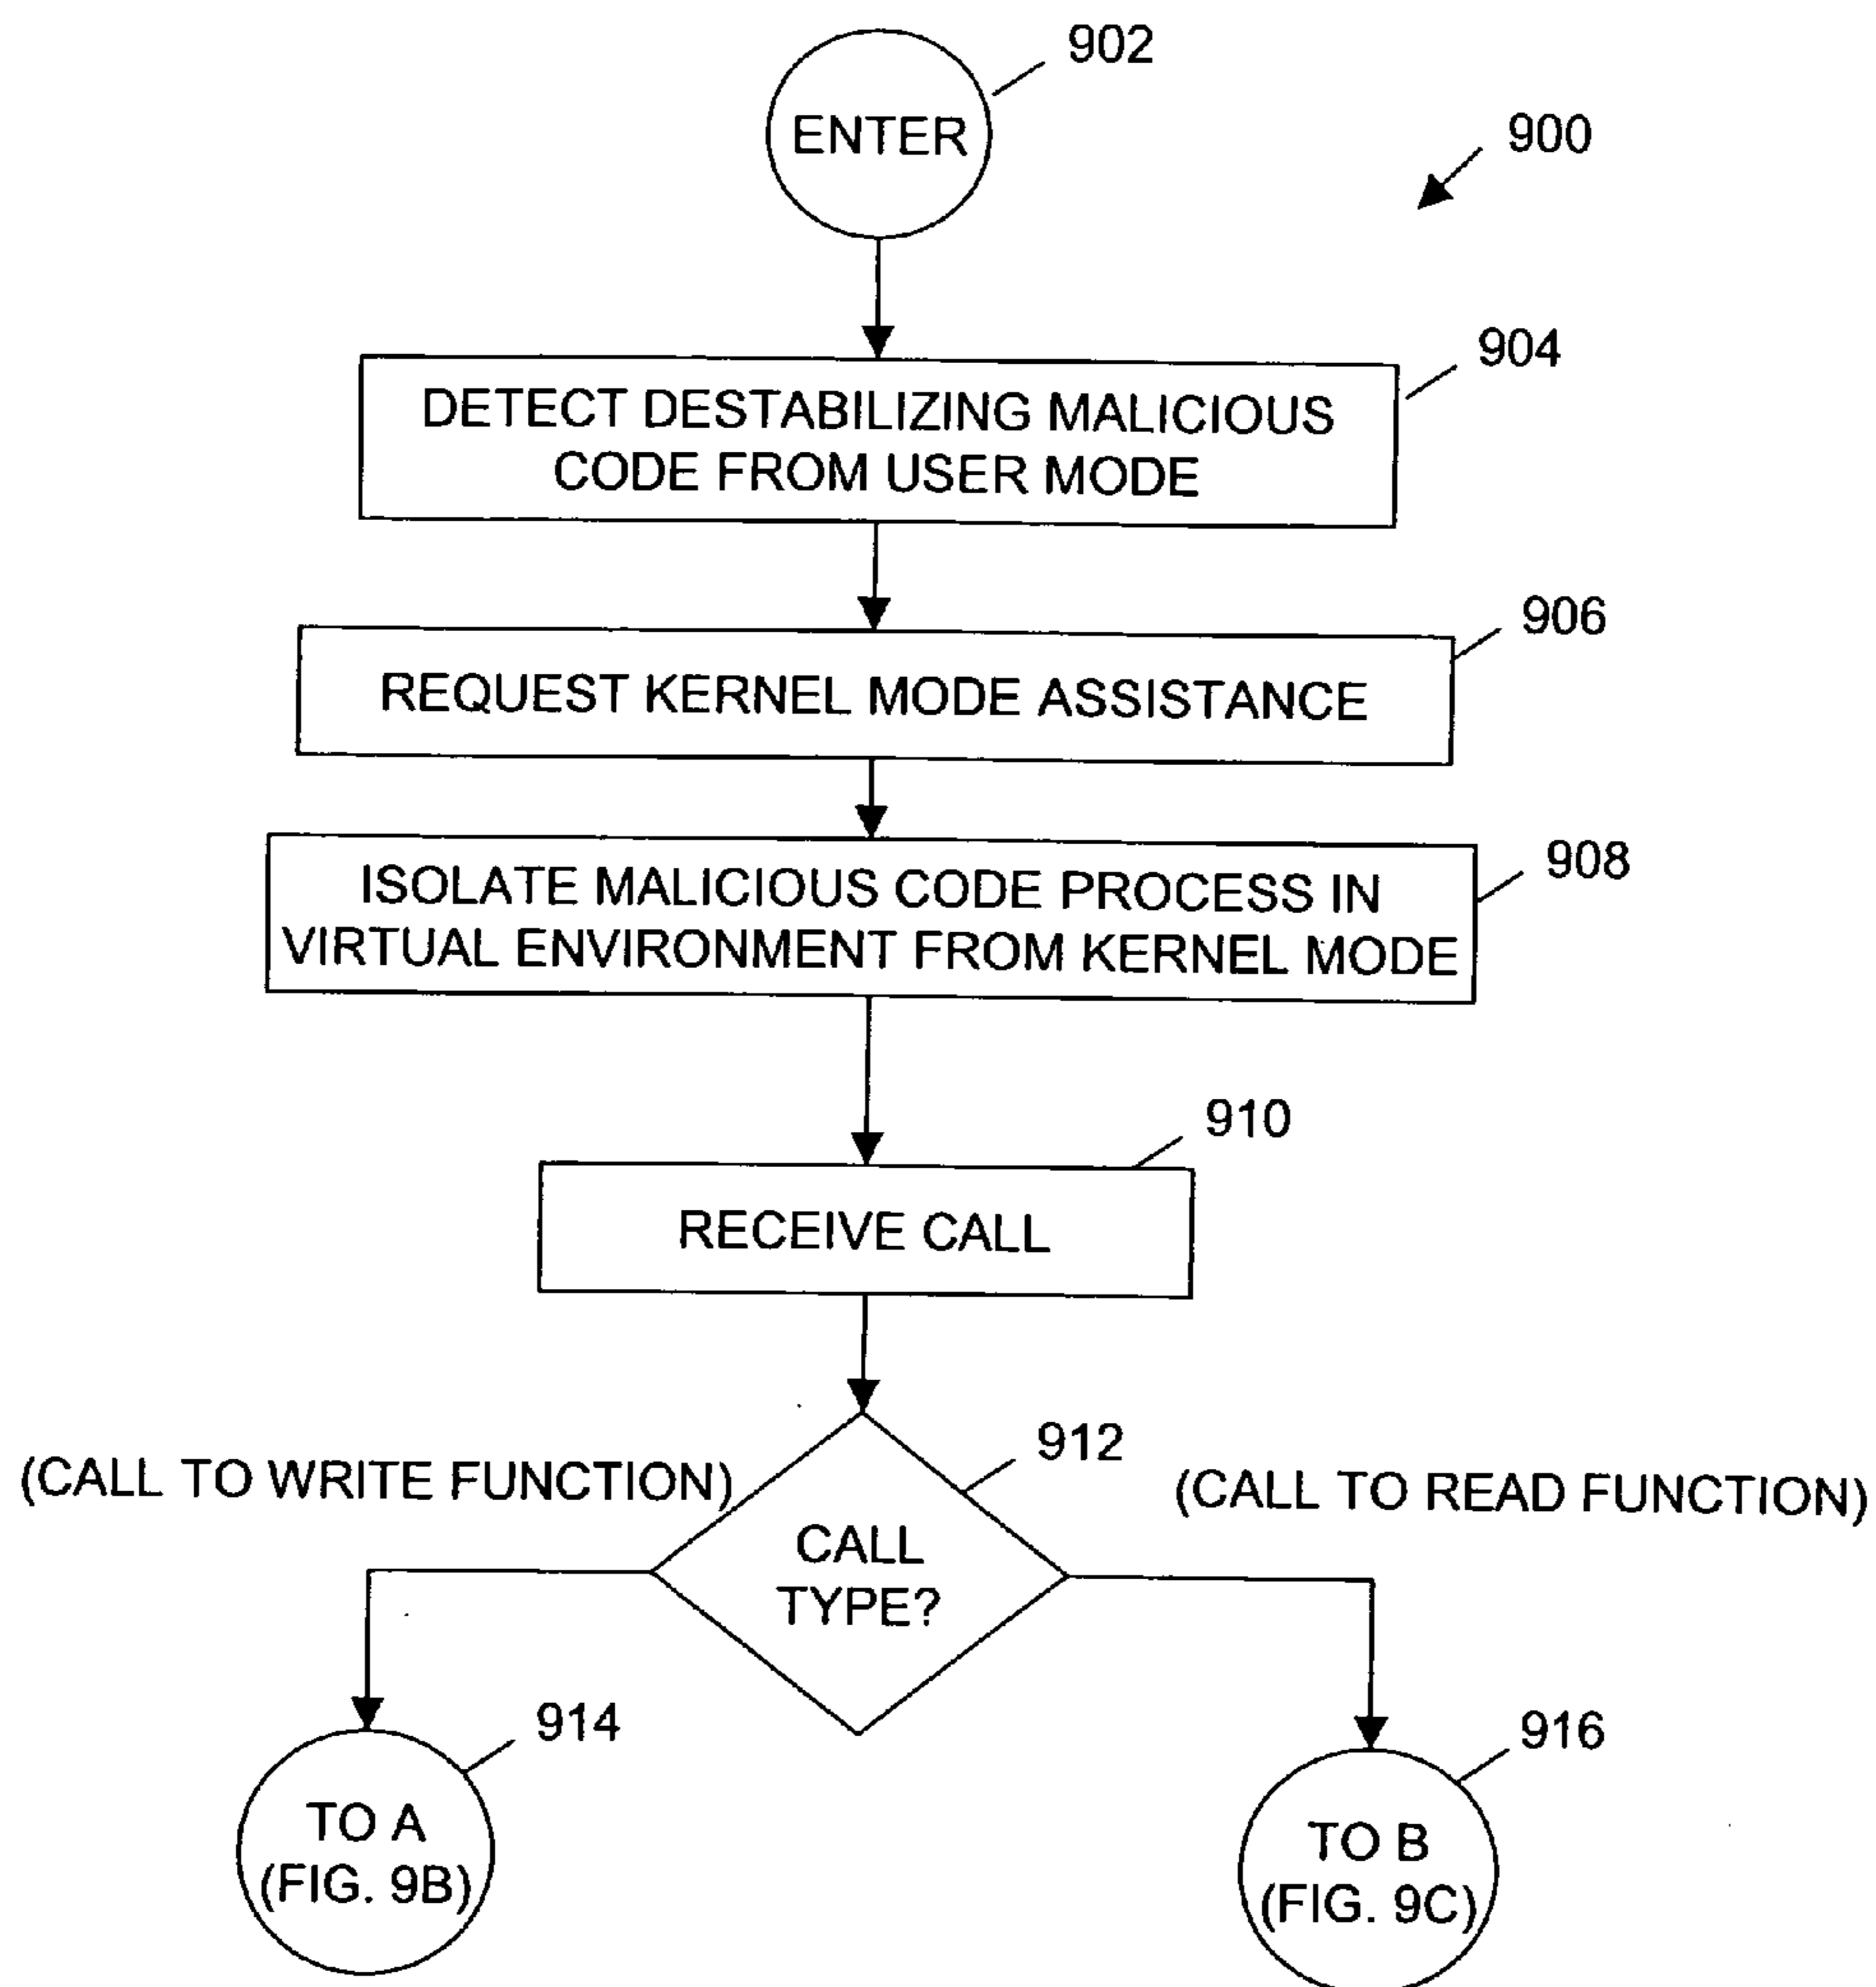 902
ENTER
900
904
DETECT DESTABILIZING MALICIOUS
CODE FROM USER MODE
906
REQUEST KERNEL MODE ASSISTANCE
908
ISOLATE MALICIOUS CODE PROCESS IN
VIRTUAL ENVIRONMENT FROM KERNEL MODE
910
RECEIVE CALL
912
(CALL TO WRITE FUNCTION)
(CALL TO READ FUNCTION)
CALL
TYPE?
914
TO A
(FIG. 9B)
916
TO B
(FIG. 9C)